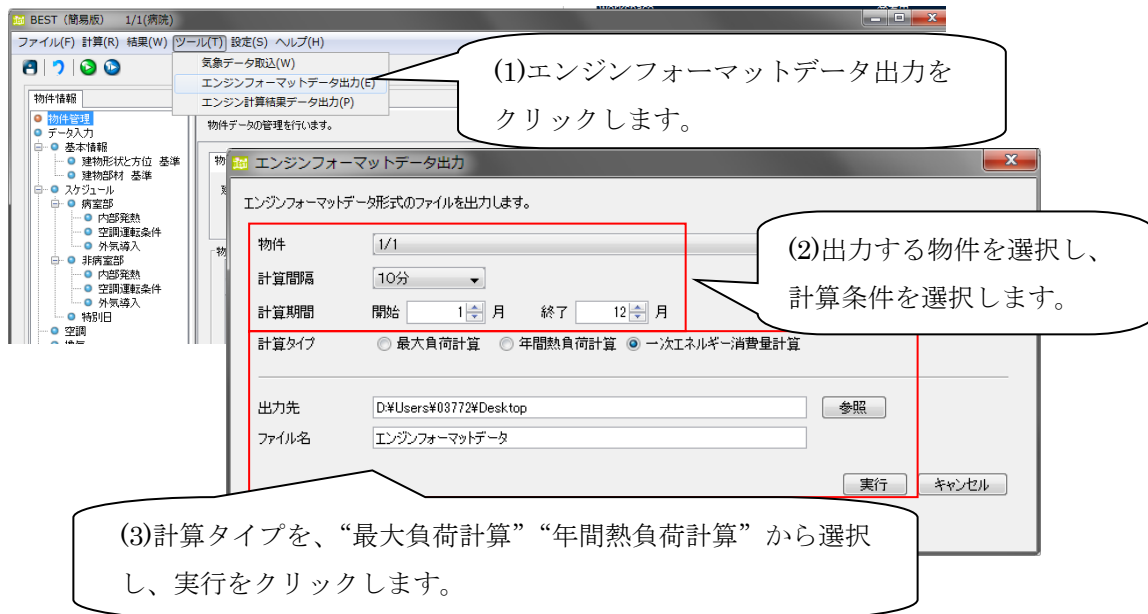 BEST（簡易版） 1/1(病院)
ファイル(F) 計算(R) 結果(W) ツール(T) 設定(S) ヘルプ(H)
気象データ取込(W)
エンジンフォーマットデータ出力(E)
エンジン計算結果データ出力(P)
(1)エンジンフォーマットデータ出力を
クリックします。
物件情報
物件管理
データ入力
基本情報
建物形状と方位 基準
建物部材 基準
スケジュール
病室部
内部発熱
空調運転条件
外気導入
非病室部
内部発熱
空調運転条件
外気導入
特別日
空調
物件データの管理を行います。
エンジンフォーマットデータ出力
エンジンフォーマットデータ形式のファイルを出力します。
物件 1/1
計算間隔 10分
計算期間 開始 1 月 終了 12 月
計算タイプ 最大負荷計算 年間熱負荷計算 一次エネルギー消費量計算
出力先 D:¥Users¥03772¥Desktop 参照
ファイル名 エンジンフォーマットデータ
実行 キャンセル
(2)出力する物件を選択し、
計算条件を選択します。
(3)計算タイプを、“最大負荷計算”“年間熱負荷計算”から選択
し、実行をクリックします。